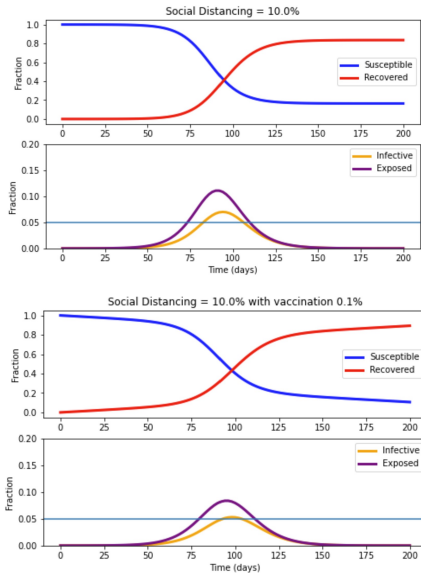 Social Distancing = 10.0%
1.0
0.8
0.6
0.4
0.2
0.0
Fraction
Susceptible
Recovered
0 25 50 75 100 125 150 175 200
0.20
0.15
0.10
0.05
0.00
Fraction
Infective
Exposed
0 25 50 75 100 125 150 175 200
Time (days)
Social Distancing = 10.0% with vaccination 0.1%
1.0
0.8
0.6
0.4
0.2
0.0
Fraction
Susceptible
Recovered
0 25 50 75 100 125 150 175 200
0.20
0.15
0.10
0.05
0.00
Fraction
Infective
Exposed
0 25 50 75 100 125 150 175 200
Time (days)